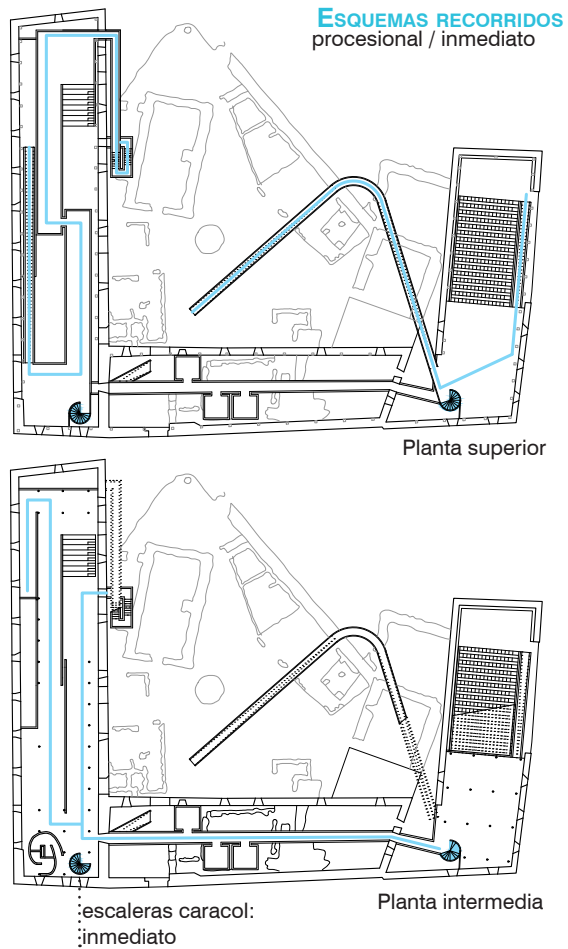 ESQUEMAS RECORRIDOS
procesional / inmediato
Planta superior
Planta intermedia
escaleras caracol:
inmediato